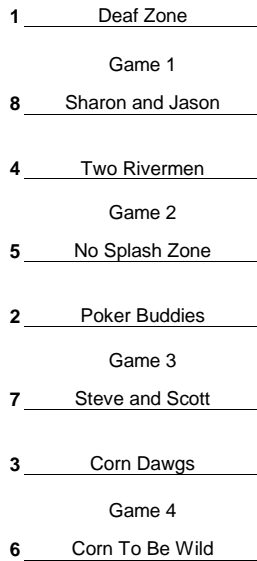 1 Deaf Zone
Game 1
8 Sharon and Jason
4 Two Rivermen
Game 2
5 No Splash Zone
2 Poker Buddies
Game 3
7 Steve and Scott
3 Corn Dawgs
Game 4
6 Corn To Be Wild